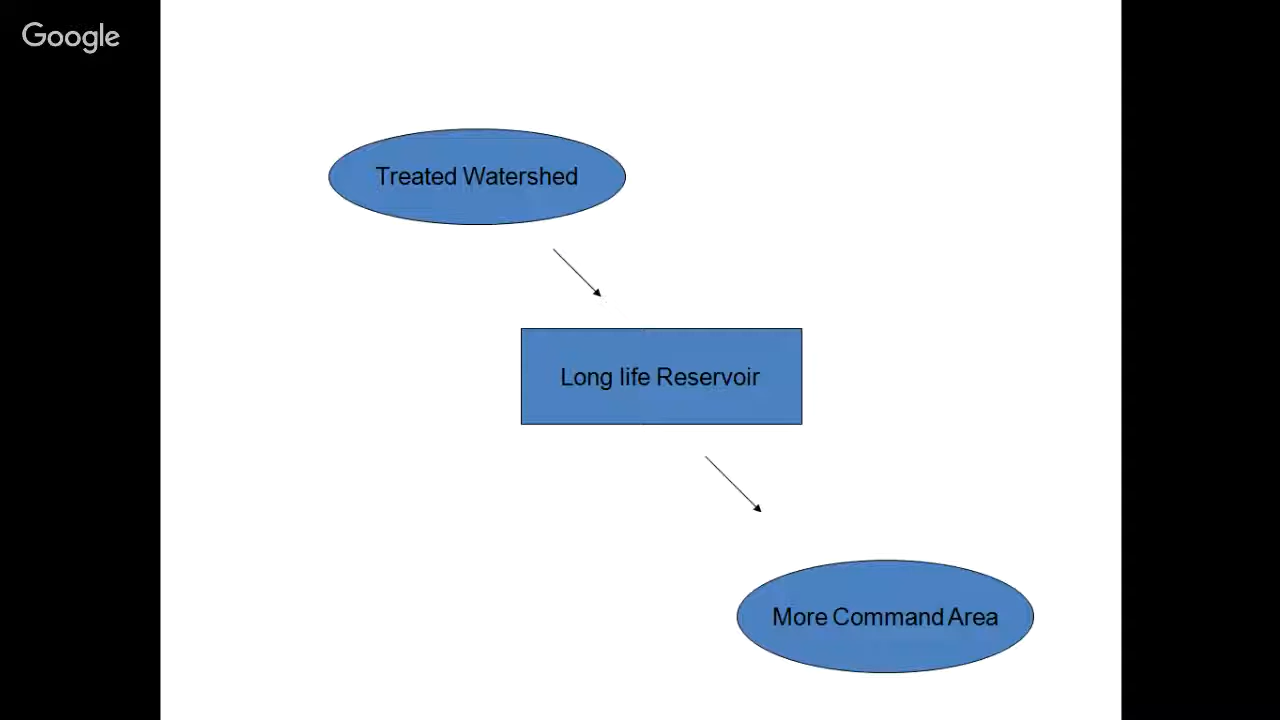 Google
Treated Watershed
Long life Reservoir
More Command Area